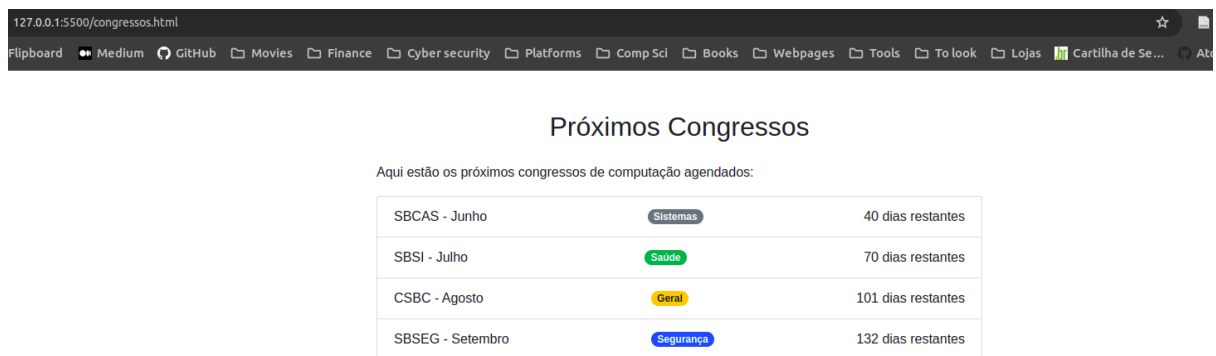 127.0.0.1:5500/congressos.html
Flipboard Medium GitHub Movies Finance Cyber security Platforms Comp Sci Books Webpages Tools To look Lojas Cartilha de Se... Ato
Próximos Congressos
Aqui estão os próximos congressos de computação agendados:
SBCAS - Junho Sistemas 40 dias restantes
SBSI - Julho Saúde 70 dias restantes
CSBC - Agosto Geral 101 dias restantes
SBSEG - Setembro Segurança 132 dias restantes